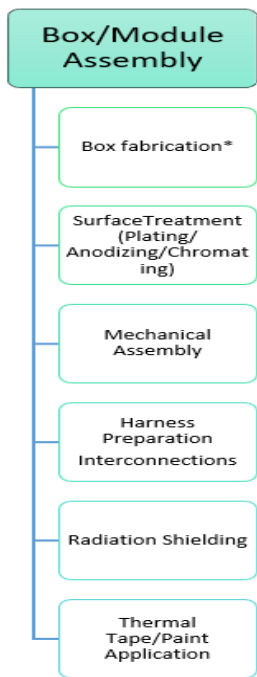 Box/Module
Assembly
Box fabrication*
SurfaceTreatment
(Plating/
Anodizing/Chromat
ing)
Mechanical
Assembly
Harness
Preparation
Interconnections
Radiation Shielding
Thermal
Tape/Paint
Application